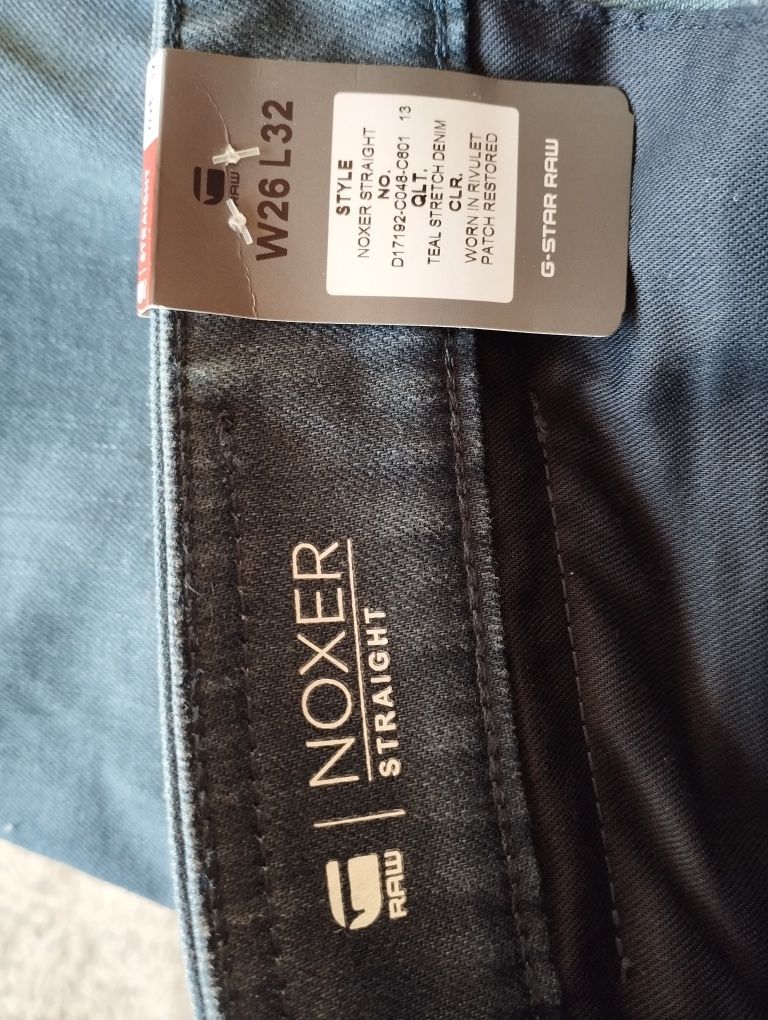 STRAIGHT
RAW
W26 L32
STYLE
NOXER STRAIGHT
NO.
D17192-C048-C601 13
QLT.
TEAL STRETCH DENIM
CLR.
WORN IN RIVULET
PATCH RESTORED
G-STAR RAW
RAW
NOXER
STRAIGHT